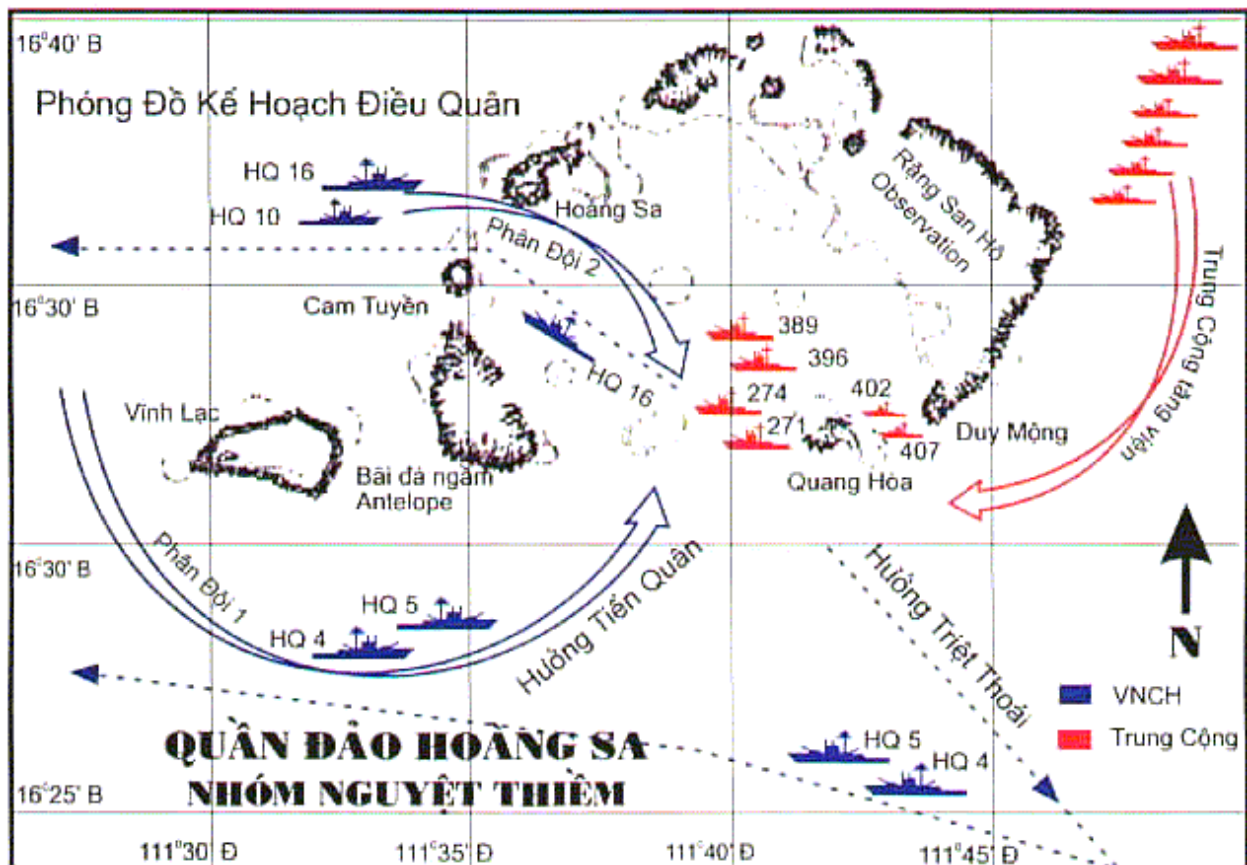 16°40' B
Phóng Đồ Kế Hoạch Điều Quân
HQ 16
HQ 10
Hoàng Sa
Phân Đội 2
Rặng San Hô
Observation
Trung Cộng tăng viện
16°30' B
Cam Tuyền
HQ 16
389
396
274
402
271
407
Duy Mộng
Quang Hòa
Vĩnh Lạc
Bãi đá ngầm
Antelope
16°30' B
Phân Đội 1
HQ 5
HQ 4
Hưởng Tiến Quân
Hưởng Triệt Thoái
N
VNCH
Trung Cộng
QUẦN ĐẢO HOÀNG SA
NHÓM NGUYỆT THIỀM
HQ 5
HQ 4
16°25' B
111°30 Đ
111°35 Đ
111°40 Đ
111°45 Đ